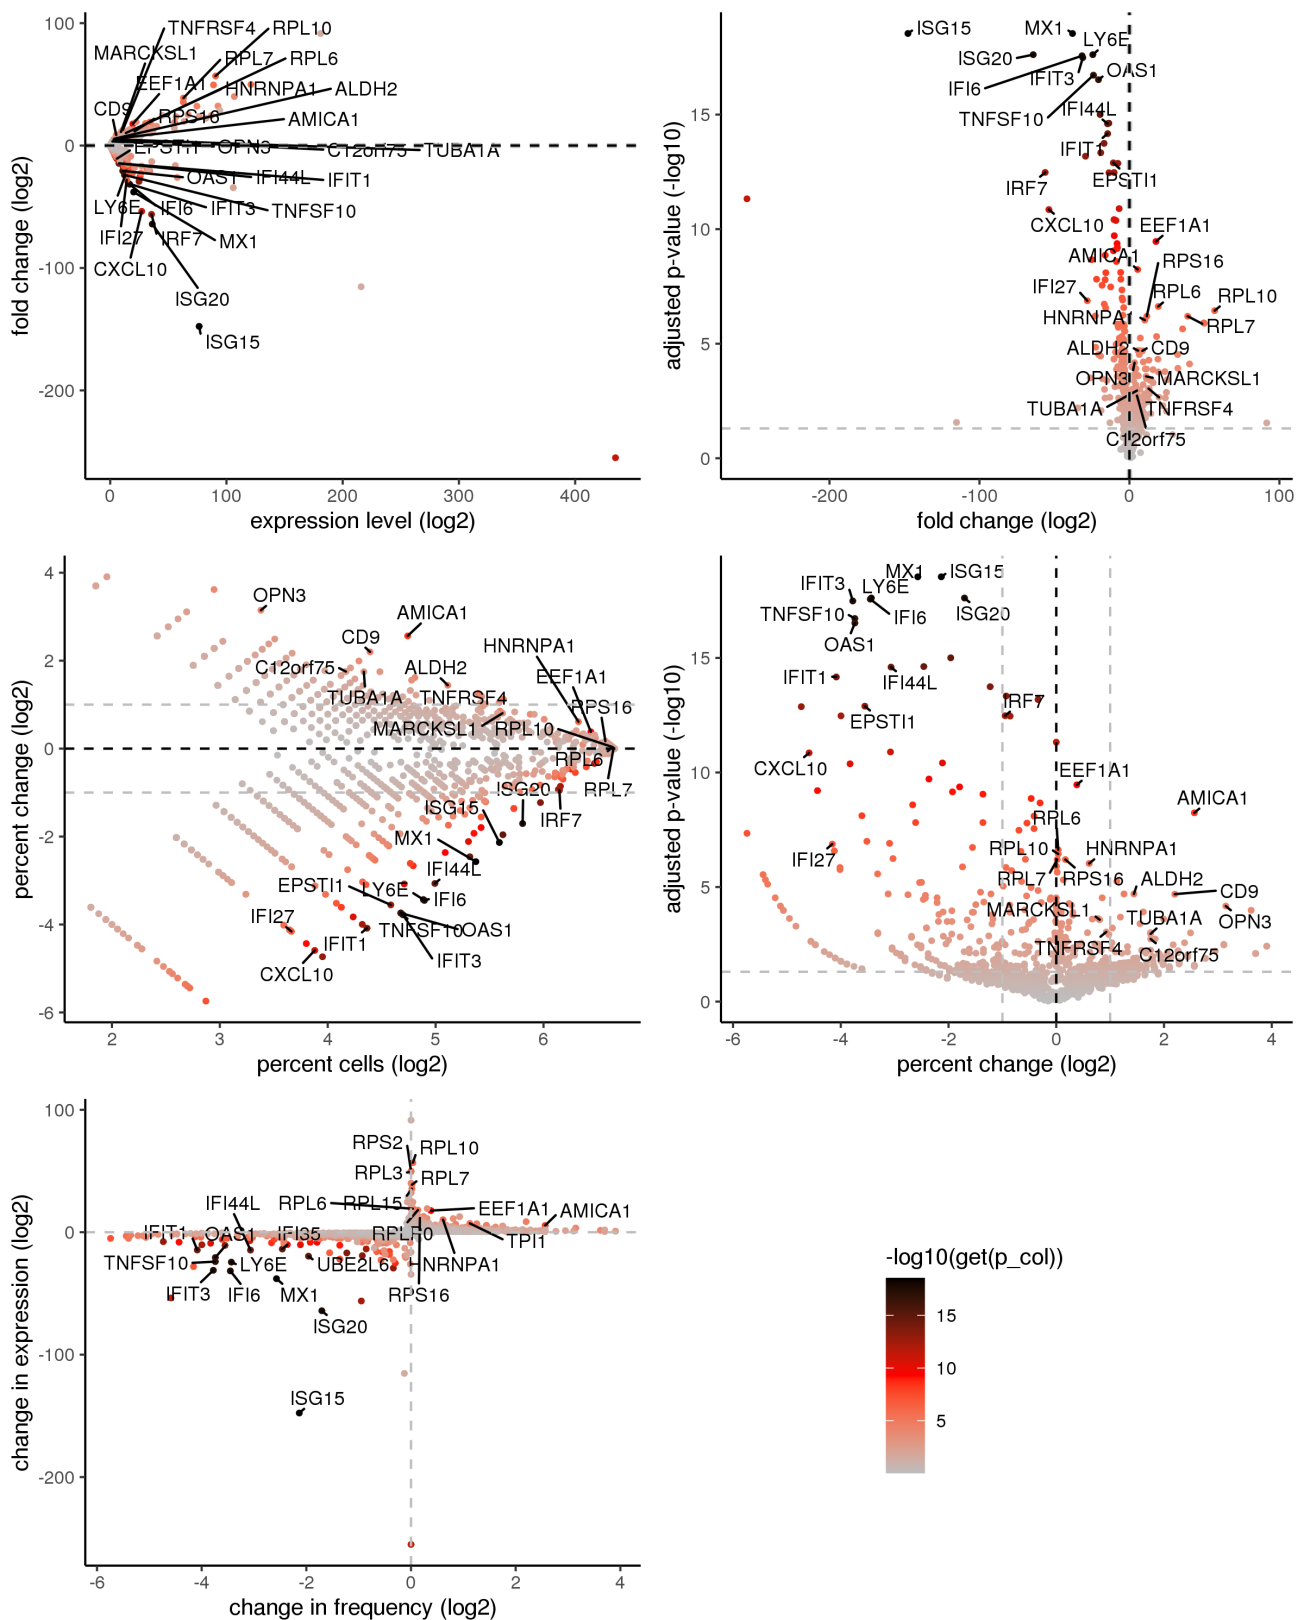 100
0
-100
-200
0
100
200
300
400
fold change (log2)
expression level (log2)
TNFRSF4
RPL10
MARCKSL1
RPL7
RPL6
EEF1A1
HNRNPA1
ALDH2
CD9
RPS16
AMICA1
EPSTI1
OPN3
C12orf75
TUBA1A
OAS1
IFI44L
IFIT1
LY6E
IFI6
IFIT3
TNFSF10
IFI27
IRF7
MX1
CXCL10
ISG20
ISG15
15
10
5
0
-200
-100
0
100
adjusted p-value (-log10)
fold change (log2)
ISG15
MX1
LY6E
ISG20
IFI6
IFIT3
OAS1
TNFSF10
IFI44L
IFIT1
IRF7
EPSTI1
CXCL10
EEF1A1
AMICA1
RPS16
IFI27
RPL6
RPL10
HNRNPA1
RPL7
ALDH2
CD9
OPN3
MARCKSL1
TUBA1A
TNFRSF4
C12orf75
4
2
0
-2
-4
-6
2
3
4
5
6
percent change (log2)
percent cells (log2)
OPN3
AMICA1
CD9
HNRNPA1
C12orf75
ALDH2
EEF1A1
TUBA1A
TNFRSF4
RPS16
MARCKSL1
RPL10
RPL6
RPL7
ISG20
ISG15
IRF7
MX1
IFI44L
EPSTI1
LY6E
IFI6
IFI27
IFIT1
TNFSF10
OAS1
CXCL10
IFIT3
15
10
5
0
-6
-4
-2
0
2
4
adjusted p-value (-log10)
percent change (log2)
MX1
ISG15
IFIT3
LY6E
TNFSF10
IFI6
ISG20
OAS1
IFIT1
IFI44L
IRF7
EPSTI1
CXCL10
EEF1A1
AMICA1
RPL6
IFI27
RPL10
HNRNPA1
RPL7
RPS16
ALDH2
CD9
MARCKSL1
TUBA1A
OPN3
TNFRSF4
C12orf75
100
0
-100
-200
-6
-4
-2
0
2
4
change in expression (log2)
change in frequency (log2)
RPS2
RPL10
RPL3
RPL7
IFI44L
RPL6
RPL15
EEF1A1
AMICA1
IFIT1
OAS1
IFI35
RPLP0
TPI1
TNFSF10
LY6E
UBE2L6
HNRNPA1
IFIT3
IFI6
MX1
RPS16
ISG20
ISG15
-log10(get(p_col))
15
10
5